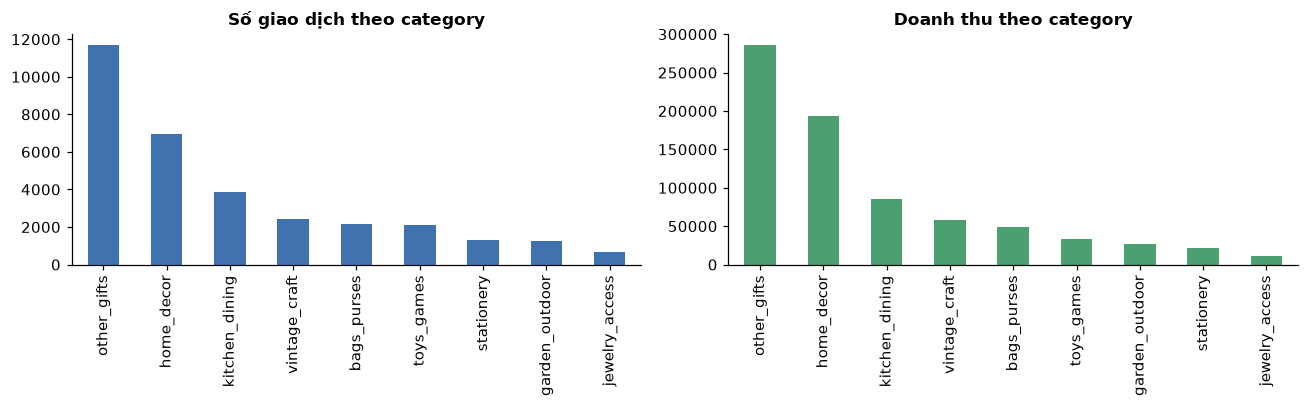 Số giao dịch theo category
12000
10000
8000
6000
4000
2000
0
other_gifts
home_decor
kitchen_dining
vintage_craft
bags_purses
toys_games
stationery
garden_outdoor
jewelry_access
Doanh thu theo category
300000
250000
200000
150000
100000
50000
0
other_gifts
home_decor
kitchen_dining
vintage_craft
bags_purses
toys_games
garden_outdoor
stationery
jewelry_access